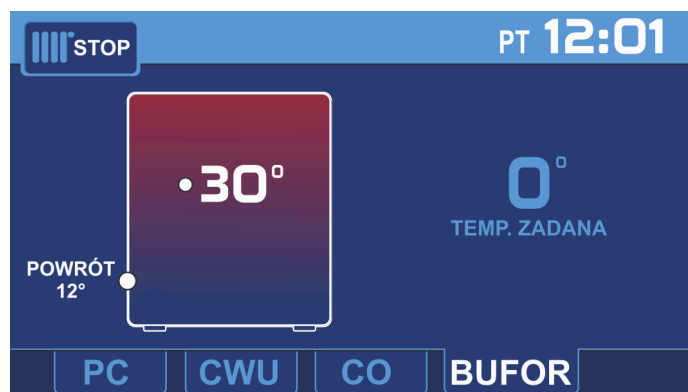 STOP
PT 12:01
30°
0°
TEMP. ZADANA
POWRÓT
12°
PC
CWU
CO
BUFOR